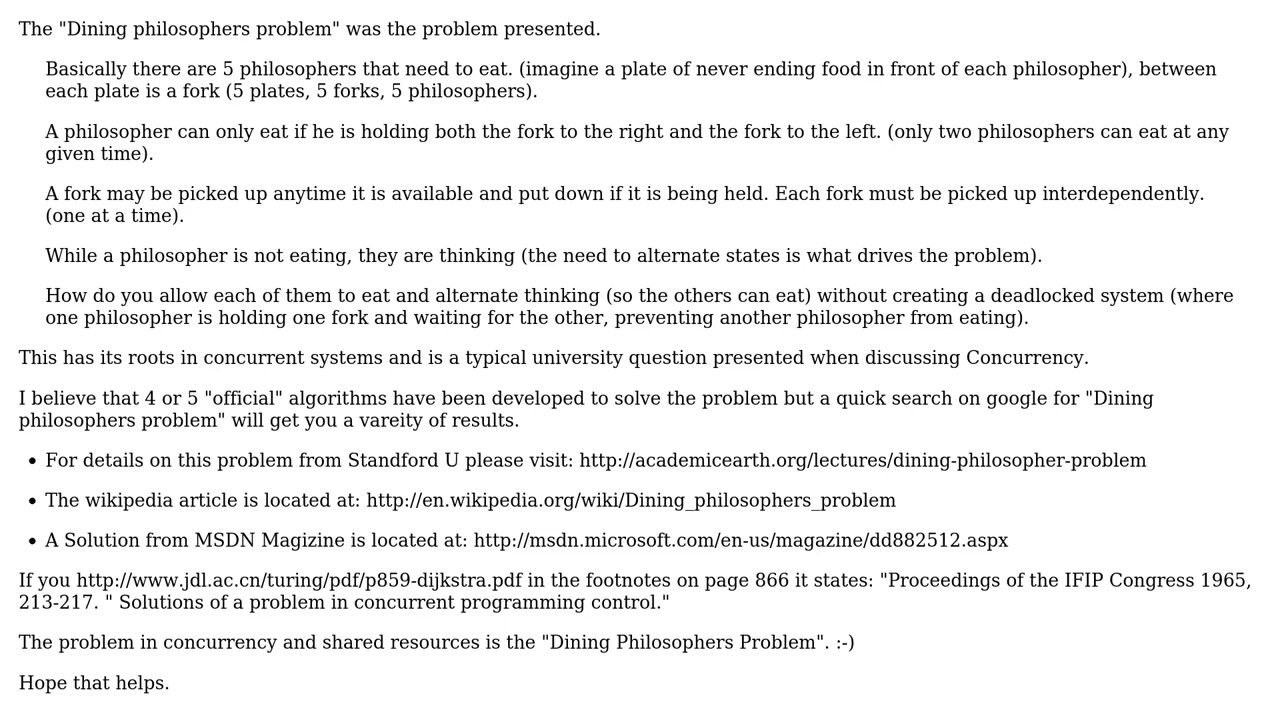 The "Dining philosophers problem" was the problem presented.
Basically there are 5 philosophers that need to eat. (imagine a plate of never ending food in front of each philosopher), between
each plate is a fork (5 plates, 5 forks, 5 philosophers).
A philosopher can only eat if he is holding both the fork to the right and the fork to the left. (only two philosophers can eat at any
given time).
A fork may be picked up anytime it is available and put down if it is being held. Each fork must be picked up interdependently.
(one at a time).
While a philosopher is not eating, they are thinking (the need to alternate states is what drives the problem).
How do you allow each of them to eat and alternate thinking (so the others can eat) without creating a deadlocked system (where
one philosopher is holding one fork and waiting for the other, preventing another philosopher from eating).
This has its roots in concurrent systems and is a typical university question presented when discussing Concurrency.
I believe that 4 or 5 "official" algorithms have been developed to solve the problem but a quick search on google for "Dining
philosophers problem" will get you a vareity of results.
• For details on this problem from Standford U please visit: http://academicearth.org/lectures/dining-philosopher-problem
• The wikipedia article is located at: http://en.wikipedia.org/wiki/Dining_philosophers_problem
• A Solution from MSDN Magizine is located at: http://msdn.microsoft.com/en-us/magazine/dd882512.aspx
If you http://www.jdl.ac.cn/turing/pdf/p859-dijkstra.pdf in the footnotes on page 866 it states: "Proceedings of the IFIP Congress 1965,
213-217. " Solutions of a problem in concurrent programming control."
The problem in concurrency and shared resources is the "Dining Philosophers Problem". :-)
Hope that helps.